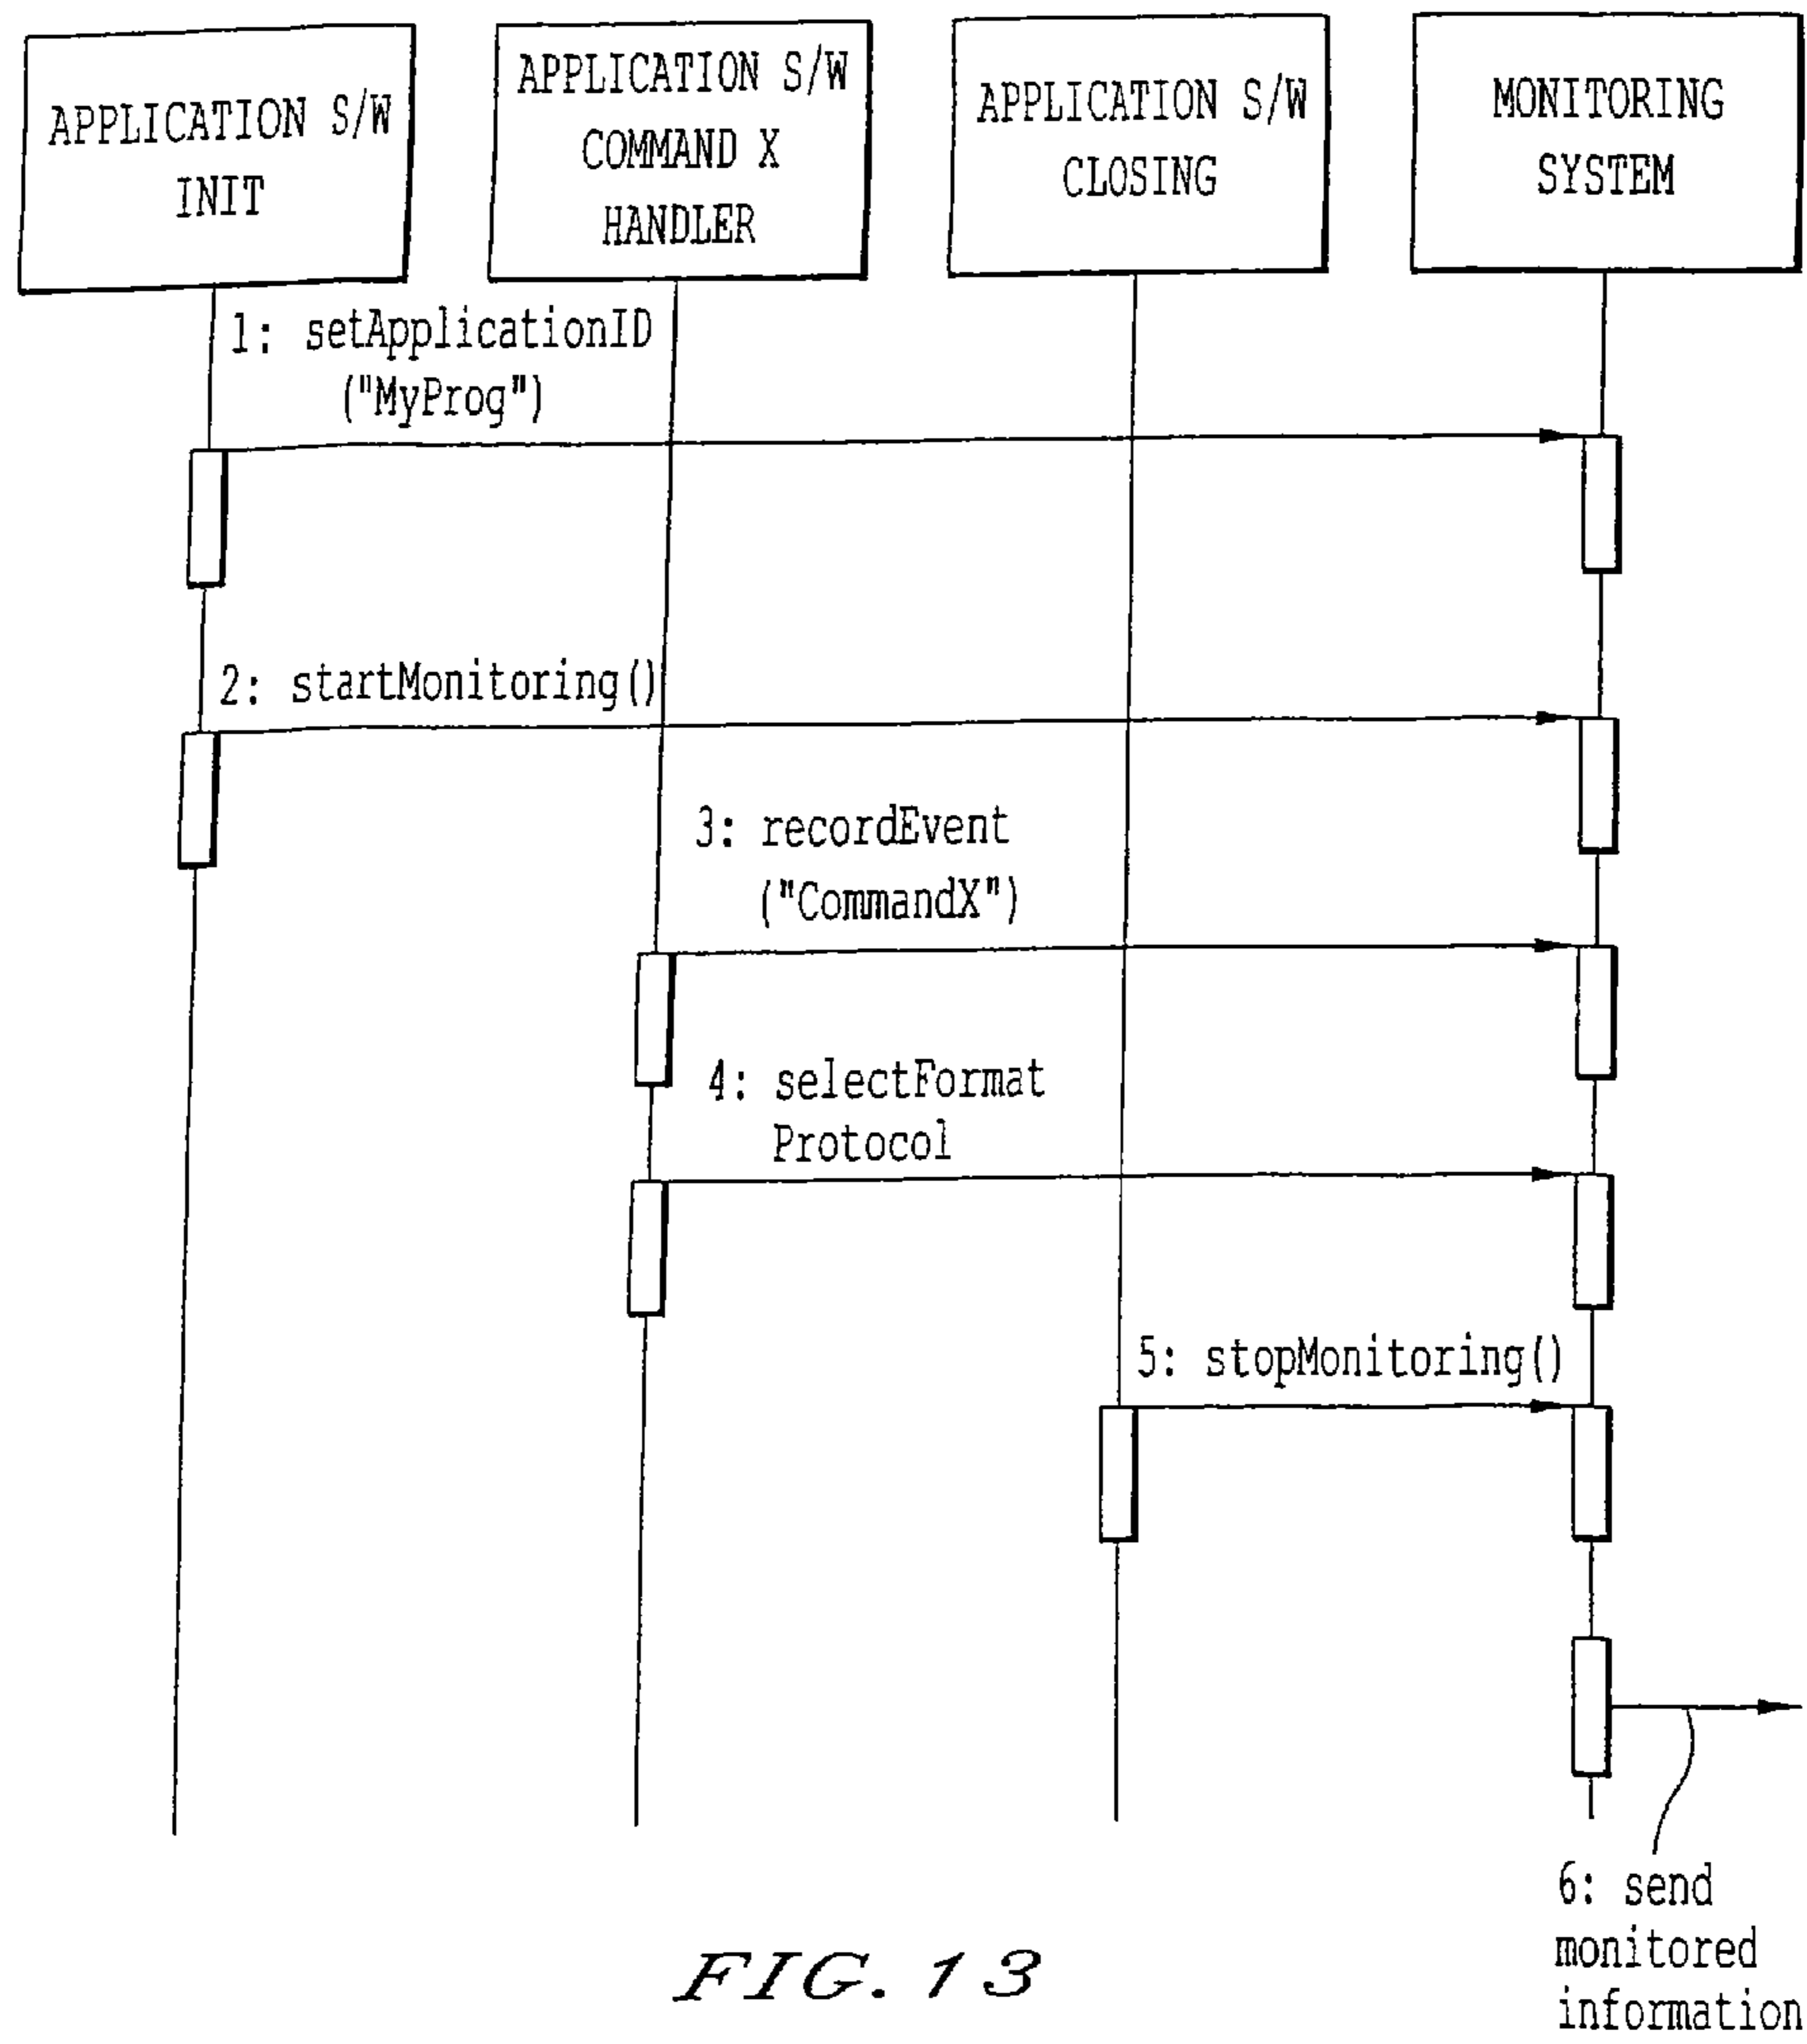 APPLICATION S/W
INIT
APPLICATION S/W
COMMAND X
HANDLER
APPLICATION S/W
CLOSING
MONITORING
SYSTEM
1: setApplicationID
("MyProg")
2: startMonitoring()
3: recordEvent
("CommandX")
4: selectFormat
Protocol
5: stopMonitoring()
6: send
monitored
information
FIG. 13